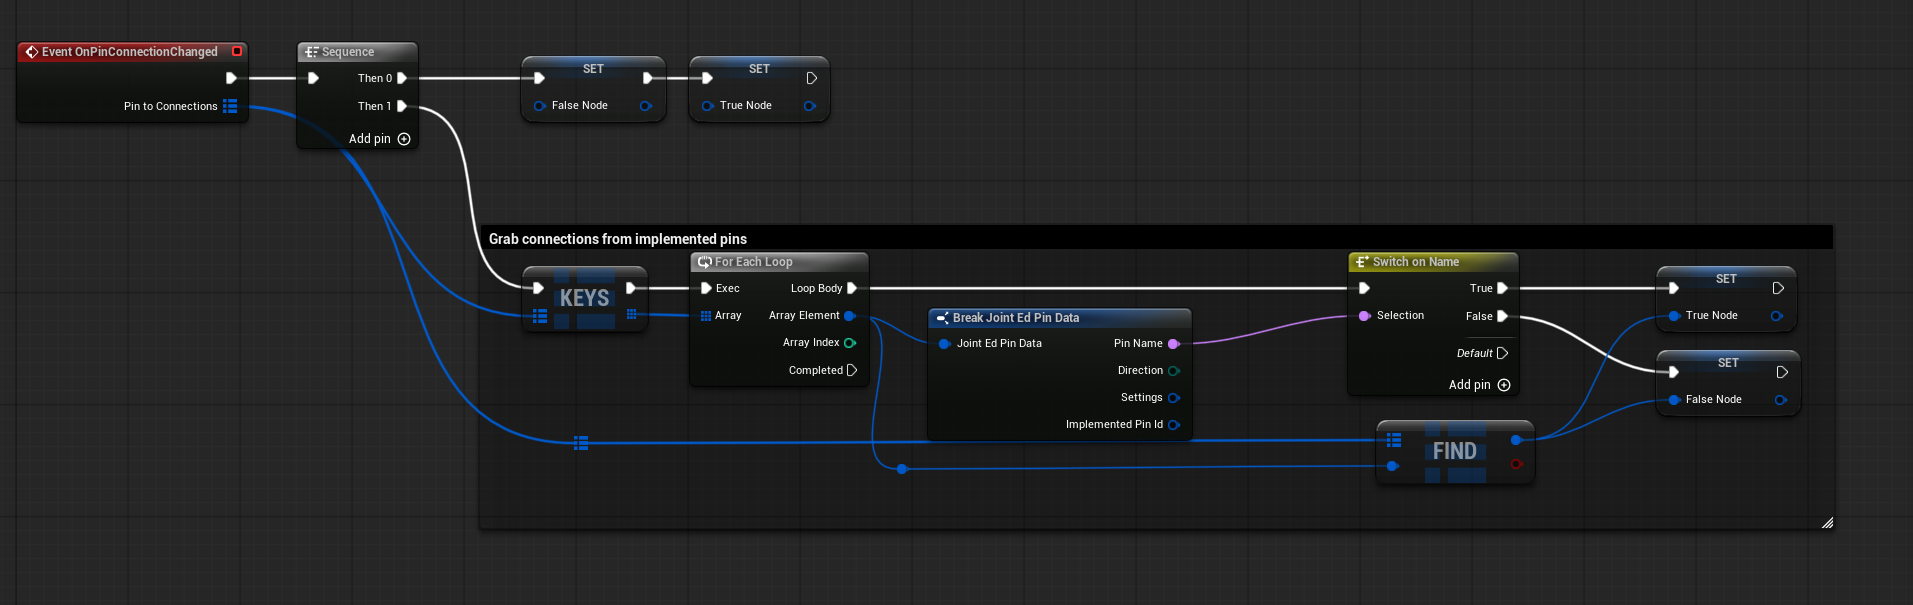 Event OnPinConnectionChanged
Pin to Connections
Sequence
Then 0
Then 1
Add pin
SET
False Node
SET
True Node
Grab connections from implemented pins
KEYS
For Each Loop
Exec
Loop Body
Array
Array Element
Array Index
Completed
Break Joint Ed Pin Data
Joint Ed Pin Data
Pin Name
Direction
Settings
Implemented Pin Id
Switch on Name
True
Selection
False
Default
Add pin
FIND
SET
True Node
SET
False Node